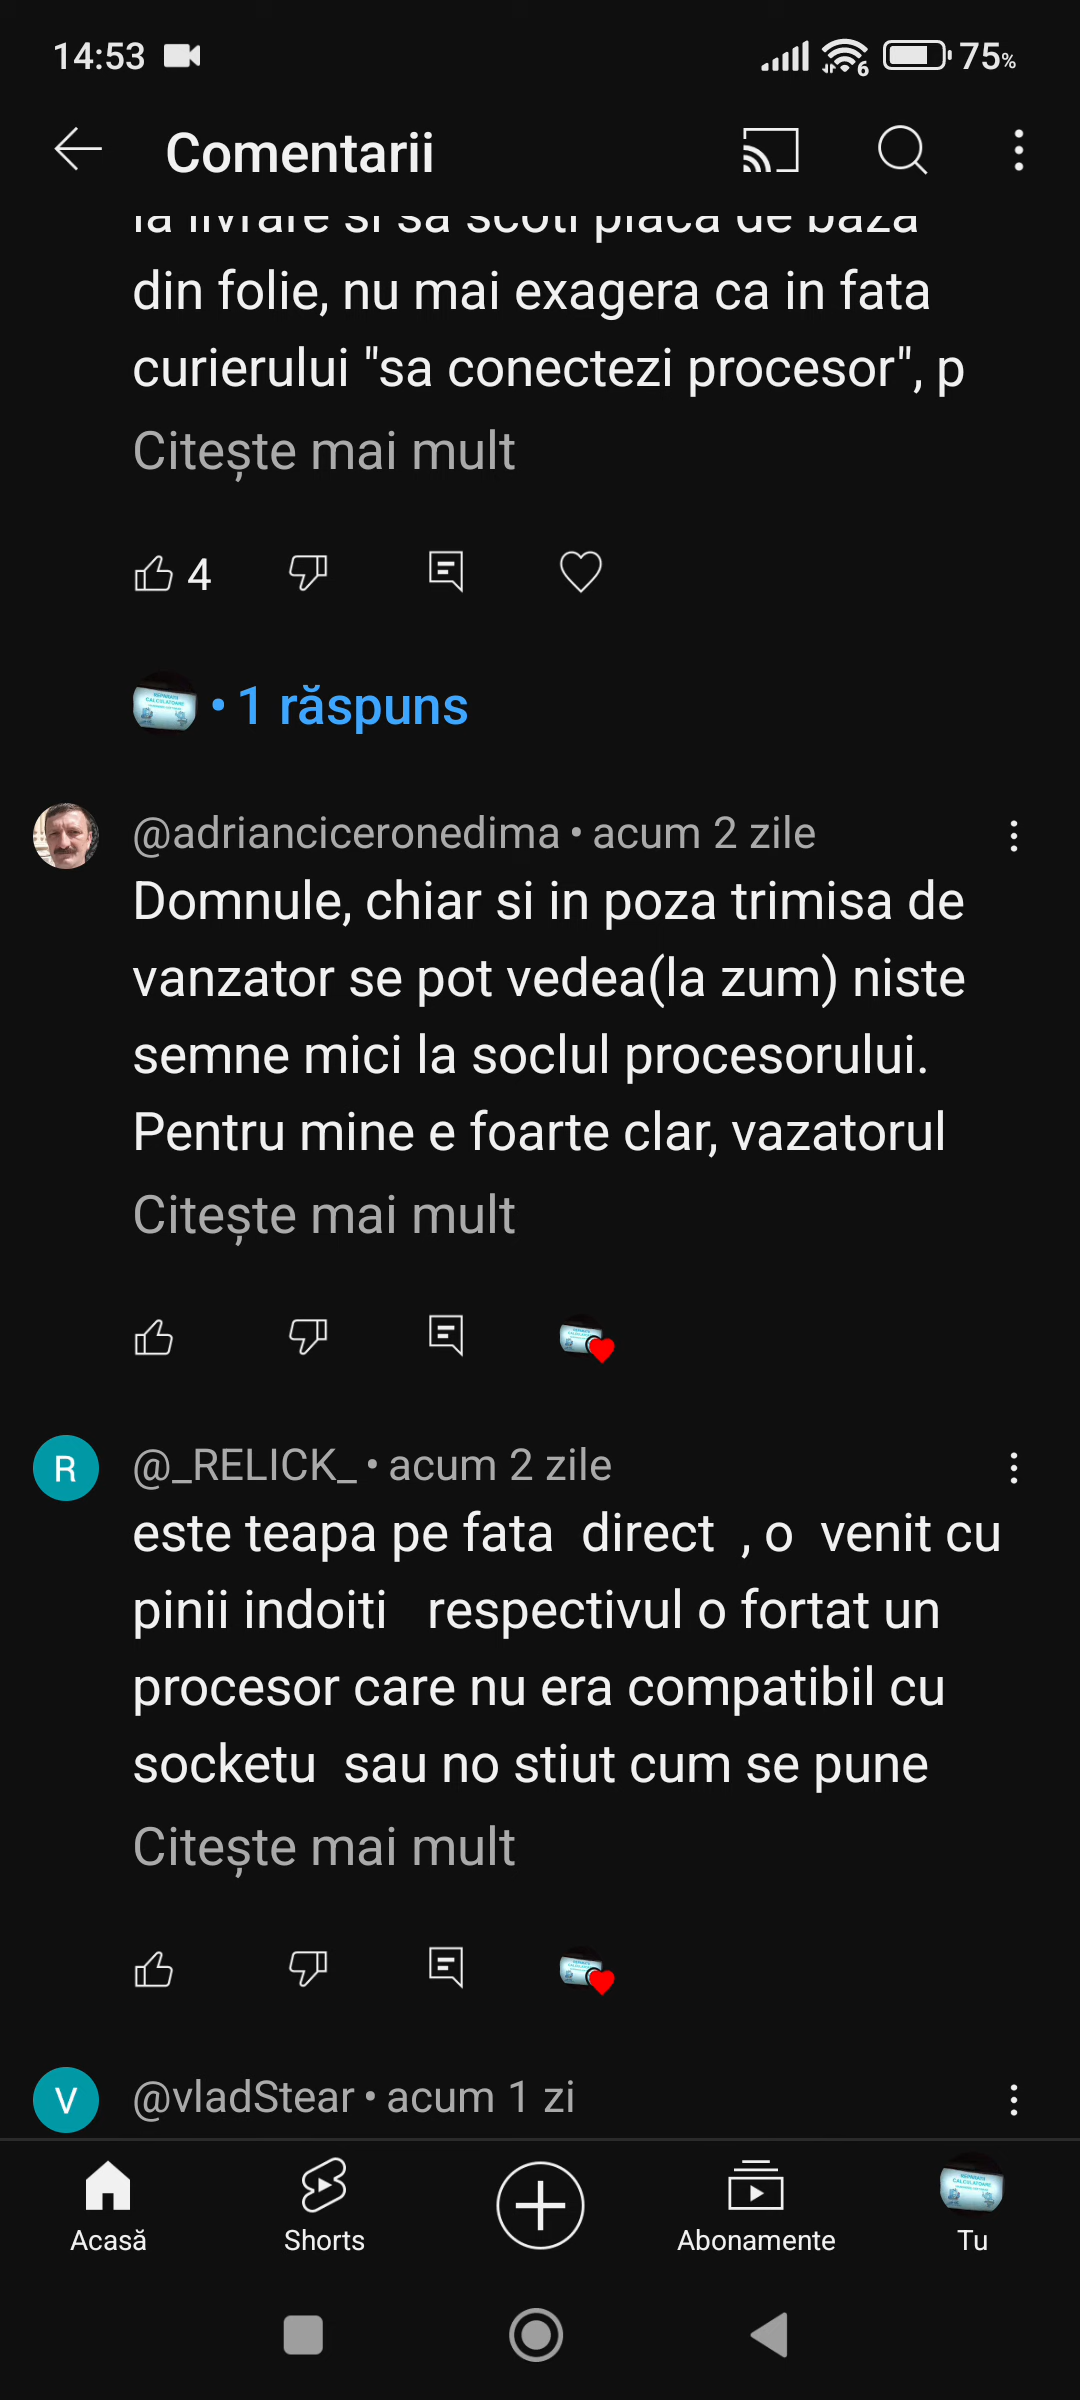 14:53 75%
Comentarii
la livrare si sa scoti placa de baza
din folie, nu mai exagera ca in fata
curierului "sa conectezi procesor", p
Citește mai mult
4
• 1 răspuns
@adrianciceronedima • acum 2 zile
Domnule, chiar si in poza trimisa de
vanzator se pot vedea(la zum) niste
semne mici la soclul procesorului.
Pentru mine e foarte clar, vazatorul
Citește mai mult
R @_RELICK_ • acum 2 zile
este teapa pe fata direct , o venit cu
pinii indoiti respectivul o fortat un
procesor care nu era compatibil cu
socketu sau no stiut cum se pune
Citește mai mult
V @vladStear • acum 1 zi
Acasă Shorts Abonamente Tu